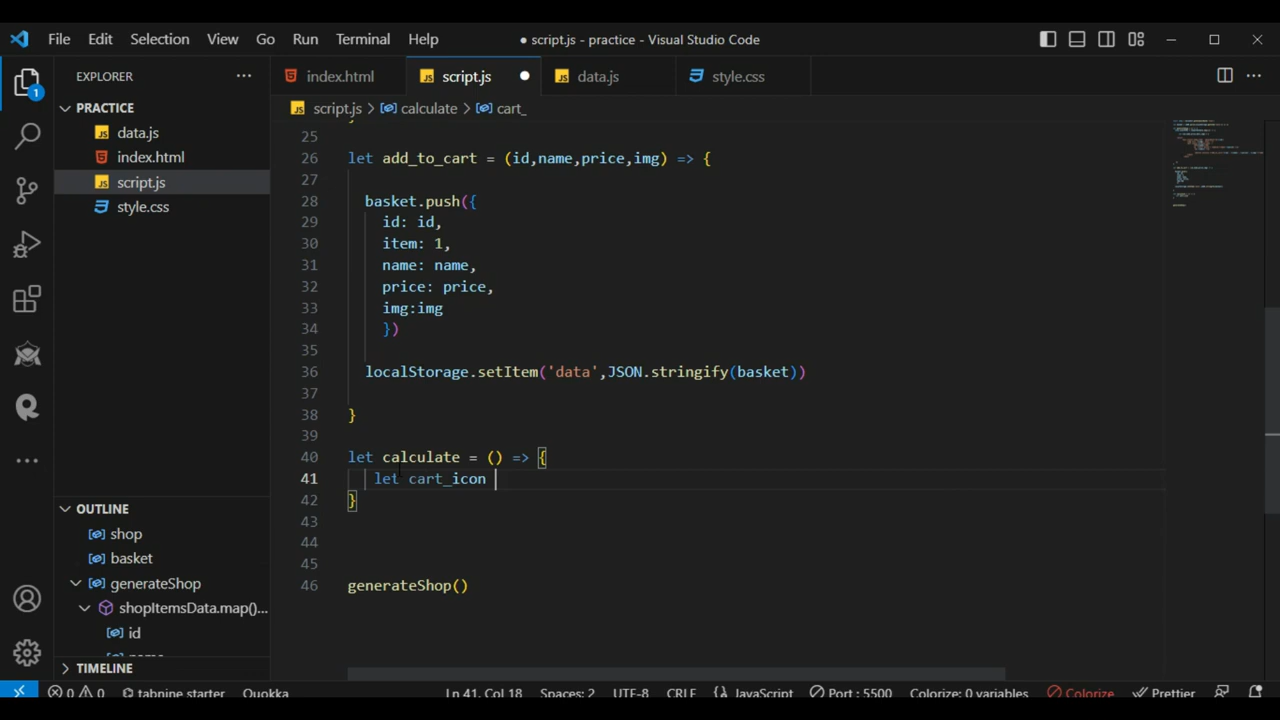 File Edit Selection View Go Run Terminal Help ● script.js - practice - Visual Studio Code
EXPLORER ...
index.html script.js data.js style.css
1
PRACTICE
data.js
index.html
script.js
style.css
script.js > calculate > cart_
25
26 let add_to_cart = (id,name,price,img) => {
27
28 basket.push({
29 id: id,
30 item: 1,
31 name: name,
32 price: price,
33 img:img
34 })
35
36 localStorage.setItem('data',JSON.stringify(basket))
37
38 }
39
40 let calculate = () => {
41 let cart_icon
42 }
43
44
45
46 generateShop()
OUTLINE
shop
basket
generateShop
shopItemsData.map()...
id
TIMELINE
0 0 tabnine starter Quokka Ln 41, Col 18 Spaces: 2 UTF-8 CRLF JavaScript Port : 5500 Colorize: 0 variables Colorize Prettier